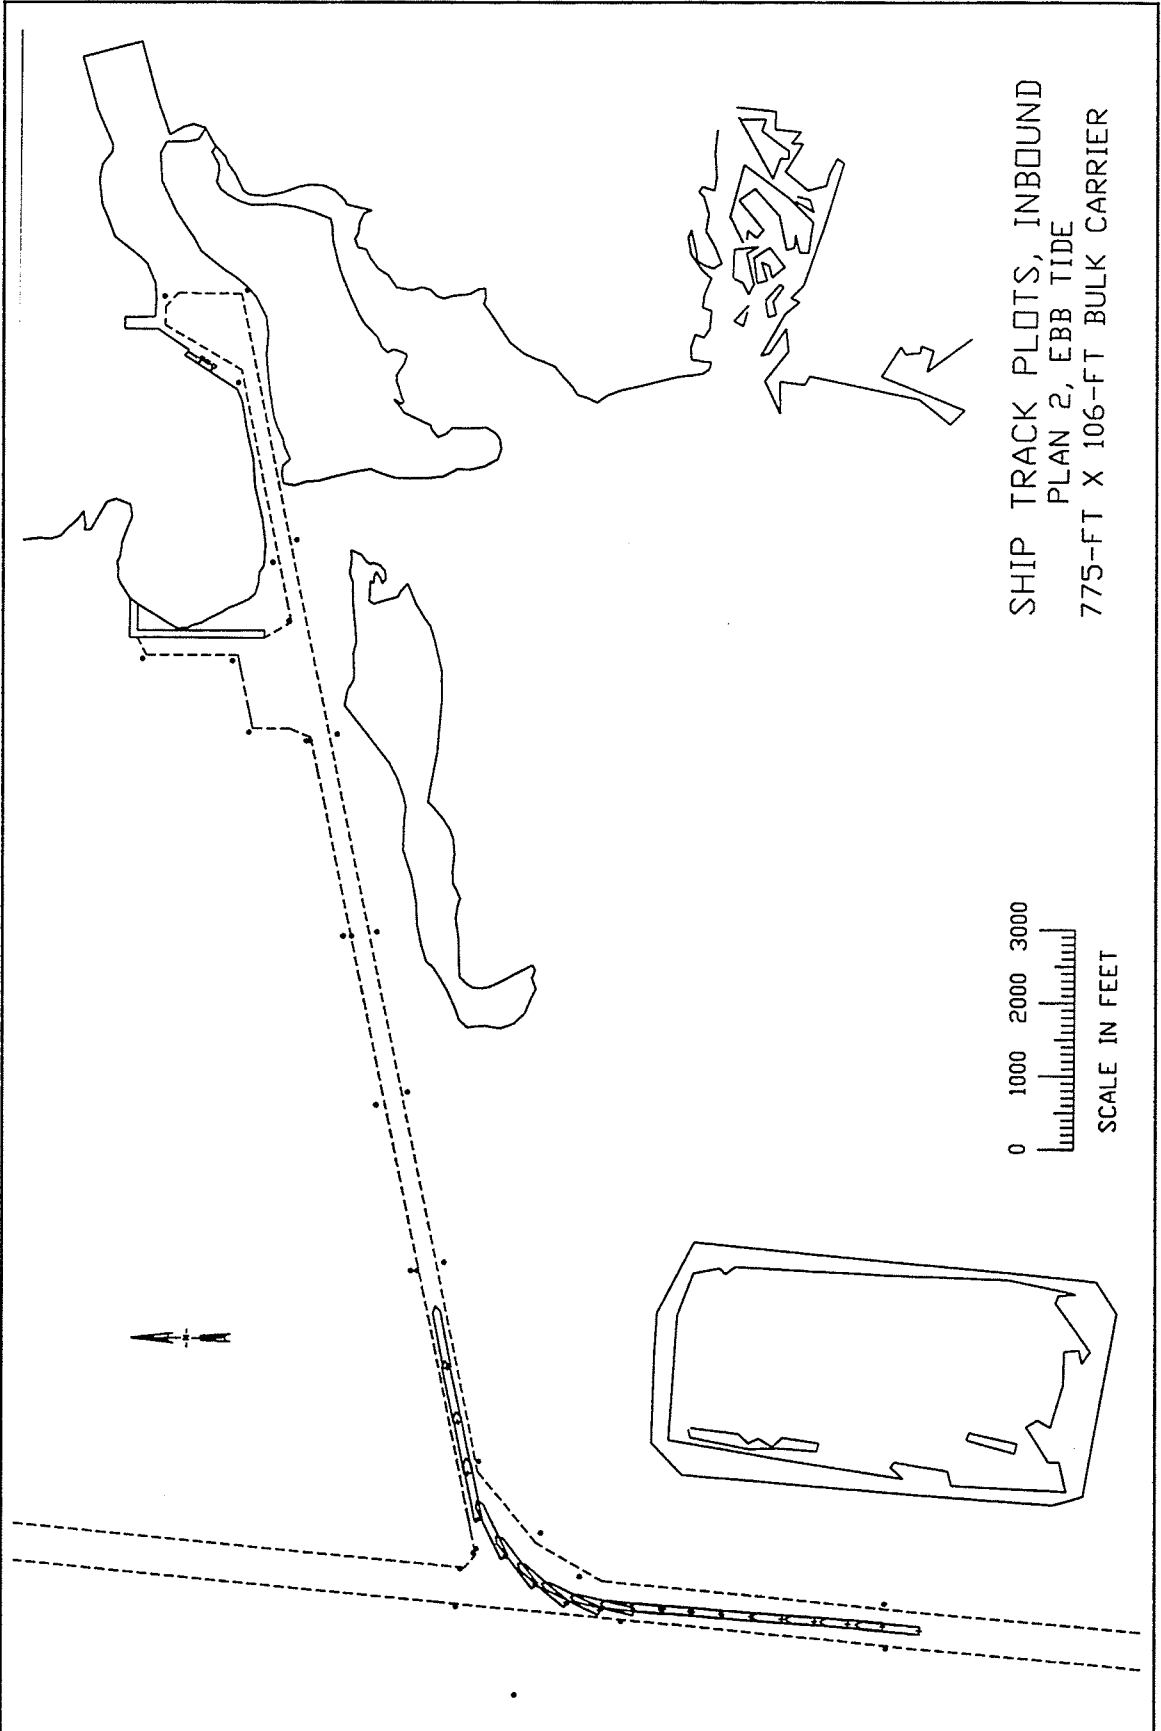 SHIP TRACK PLOTS, INBOUND
PLAN 2, EBB TIDE
775-FT X 106-FT BULK CARRIER
0 1000 2000 3000
SCALE IN FEET